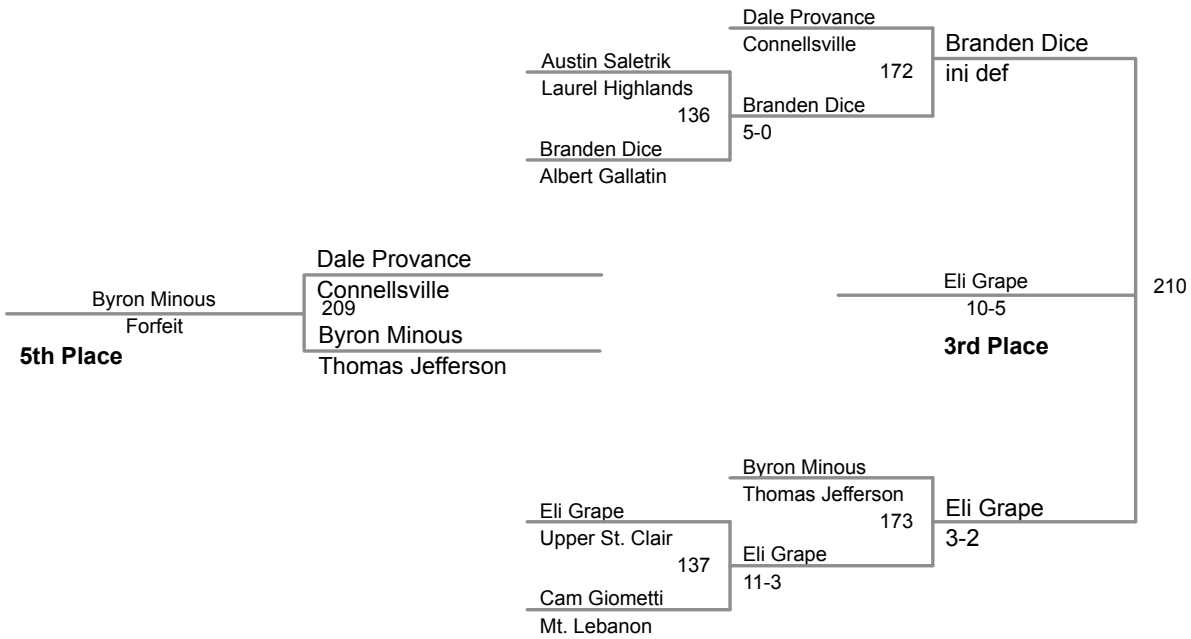 Dale Provance
Connellsville
172
Branden Dice
ini def
Austin Saletrik
Laurel Highlands
136
Branden Dice
5-0
Branden Dice
Albert Gallatin
Dale Provance
Connellsville
209
Byron Minous
Forfeit
5th Place
Byron Minous
Thomas Jefferson
Eli Grape
10-5
3rd Place
210
Byron Minous
Thomas Jefferson
173
Eli Grape
3-2
Eli Grape
Upper St. Clair
137
Eli Grape
11-3
Cam Giometti
Mt. Lebanon